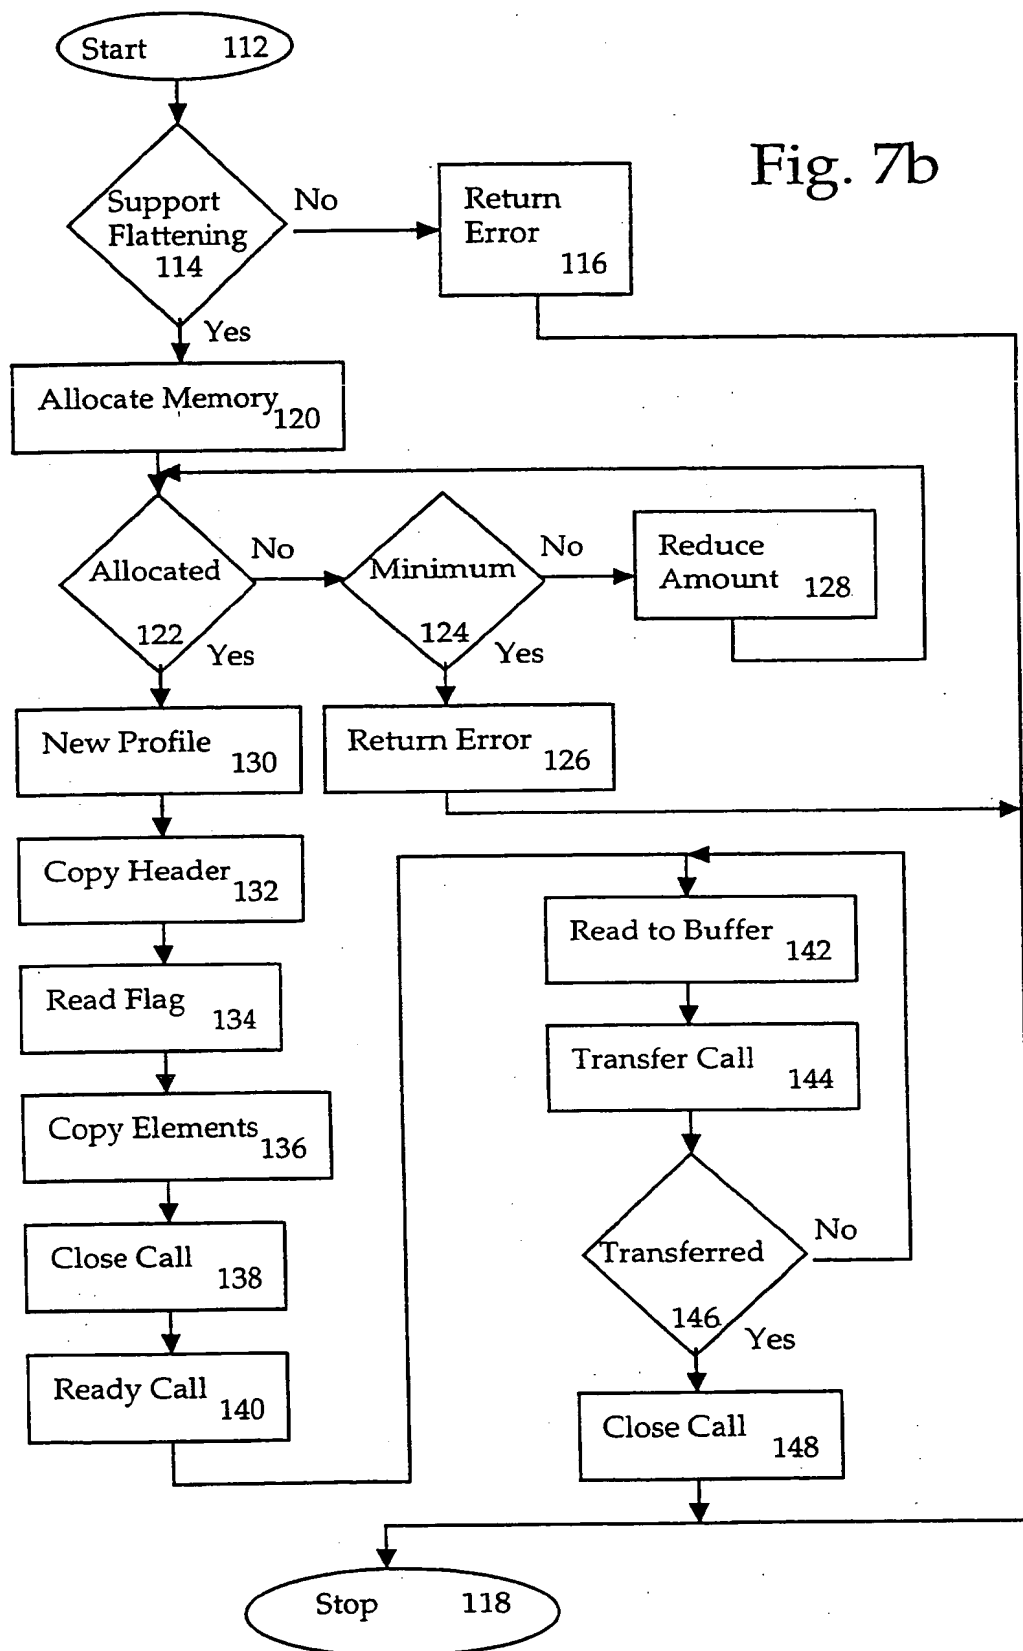 Start 112
Fig. 7b
Support
Flattening
114
No
Return
Error
116
Yes
Allocate Memory
120
Allocated
122
No
Yes
Minimum
124
No
Yes
Reduce
Amount 128
New Profile
130
Return Error
126
Copy Header
132
Read Flag
134
Copy Elements
136
Close Call
138
Ready Call
140
Read to Buffer
142
Transfer Call
144
Transferred
146
No
Yes
Close Call
148
Stop 118